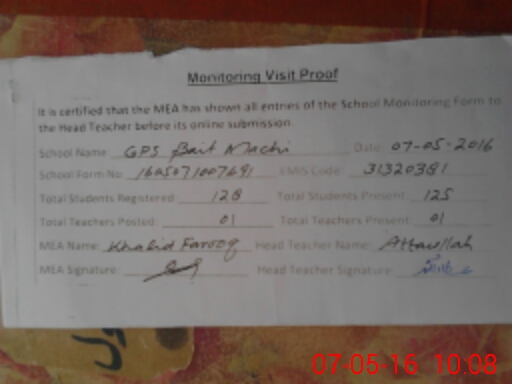 Monitoring Visit Proof
It is certified that the MEA has shown all entries of the School Monitoring Form to
the Head Teacher before its online submission.
School Name: GPS Bait Machi Date: 07-05-2016
School Form No: EMIS Code: 31320381
Total Students Registered: 128 Total Students Present: 125
Total Teachers Posted: 01 Total Teachers Present: 01
MEA Name: Khalid Farooq Head Teacher Name: Attaullah
MEA Signature: Head Teacher Signature:
07-05-16 10:08